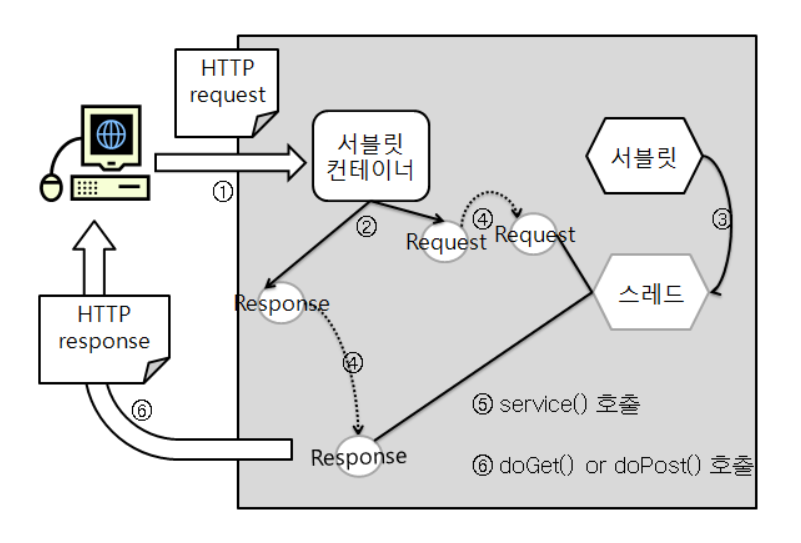 HTTP
request
서블릿
컨테이너
서블릿
①
②
④
③
Request
Request
Response
스레드
HTTP
response
④
⑤ service() 호출
⑥
Response
⑥ doGet() or doPost() 호출